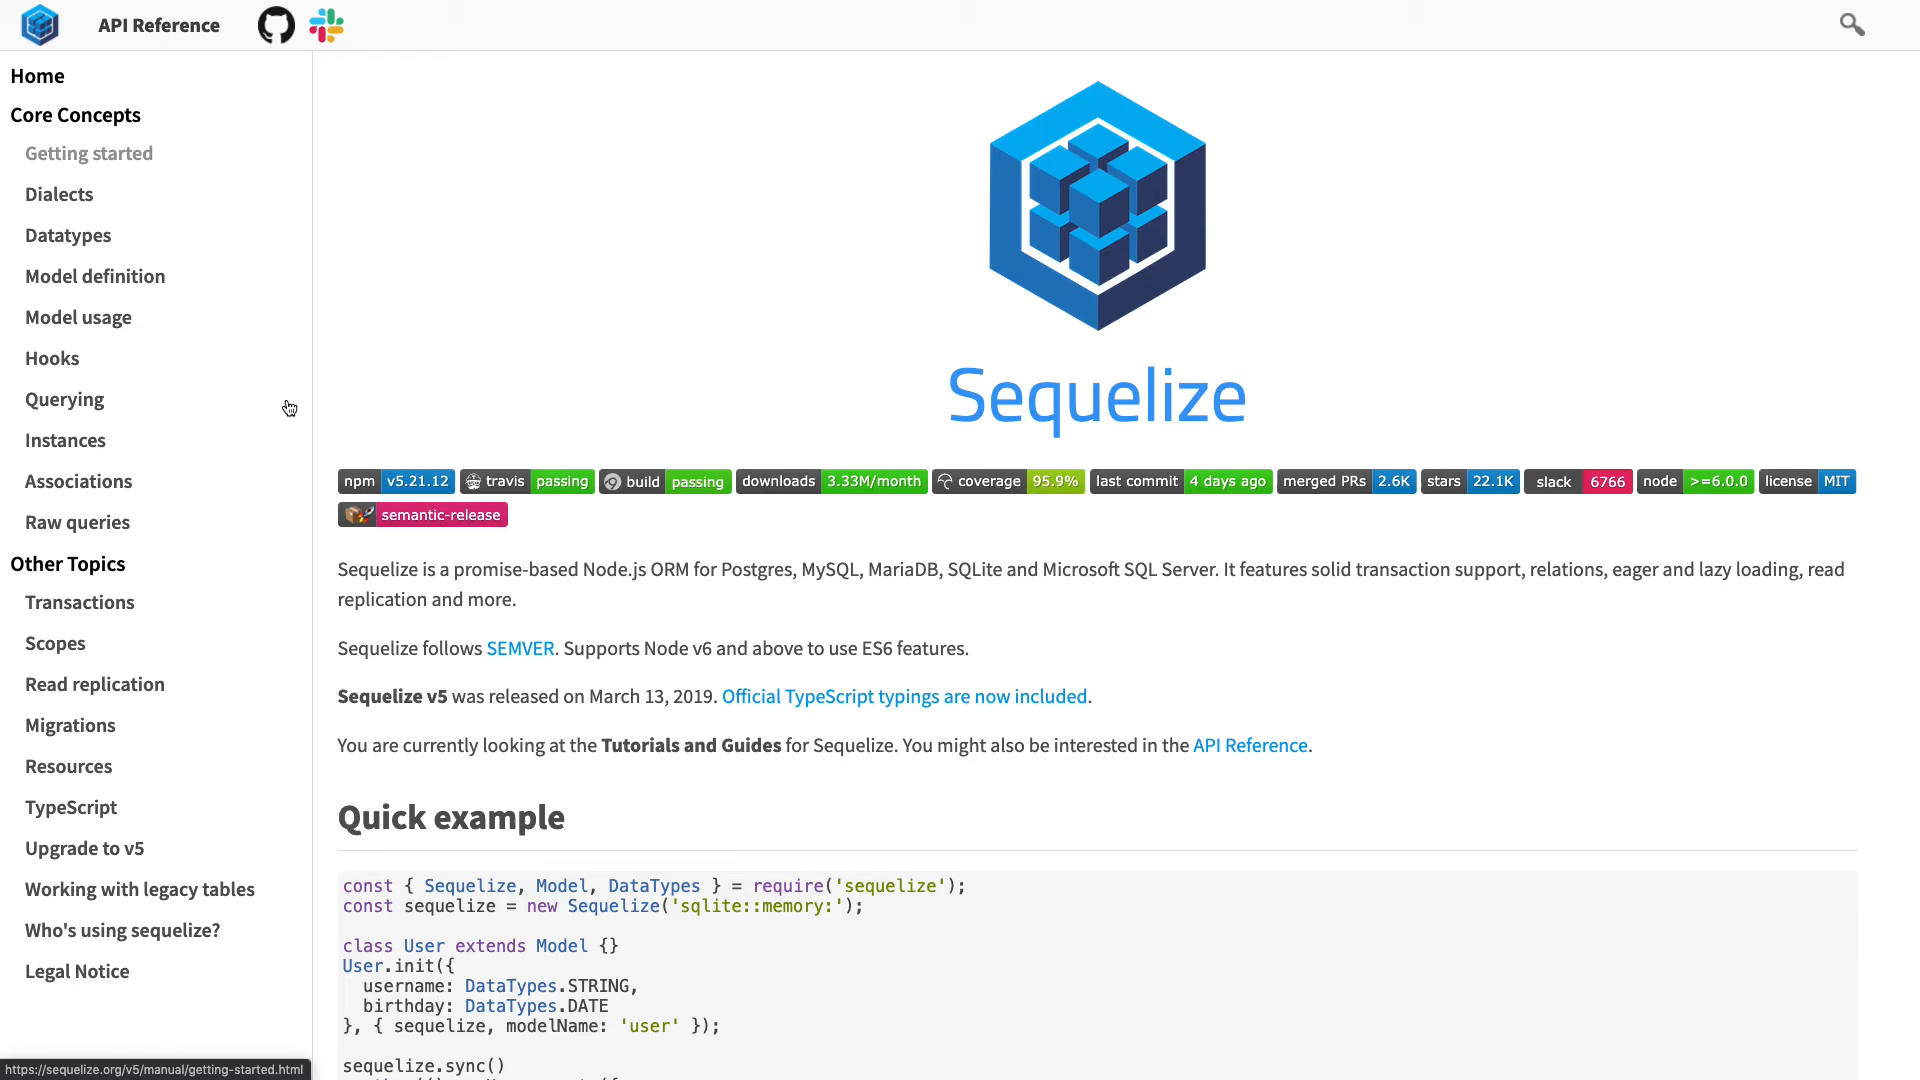 API Reference
Home
Core Concepts
Getting started
Dialects
Datatypes
Model definition
Model usage
Hooks
Querying
Instances
Associations
Raw queries
Other Topics
Transactions
Scopes
Read replication
Migrations
Resources
TypeScript
Upgrade to v5
Working with legacy tables
Who's using sequelize?
Legal Notice
https://sequelize.org/v5/manual/getting-started.html
Sequelize
npm v5.21.12 travis passing build passing downloads 3.33M/month coverage 95.9% last commit 4 days ago merged PRs 2.6K stars 22.1K slack 6766 node >=6.0.0 license MIT
semantic-release
Sequelize is a promise-based Node.js ORM for Postgres, MySQL, MariaDB, SQLite and Microsoft SQL Server. It features solid transaction support, relations, eager and lazy loading, read
replication and more.
Sequelize follows SEMVER. Supports Node v6 and above to use ES6 features.
Sequelize v5 was released on March 13, 2019. Official TypeScript typings are now included.
You are currently looking at the Tutorials and Guides for Sequelize. You might also be interested in the API Reference.
Quick example
const { Sequelize, Model, DataTypes } = require('sequelize');
const sequelize = new Sequelize('sqlite::memory:');
class User extends Model {}
User.init({
  username: DataTypes.STRING,
  birthday: DataTypes.DATE
}, { sequelize, modelName: 'user' });
sequelize.sync()